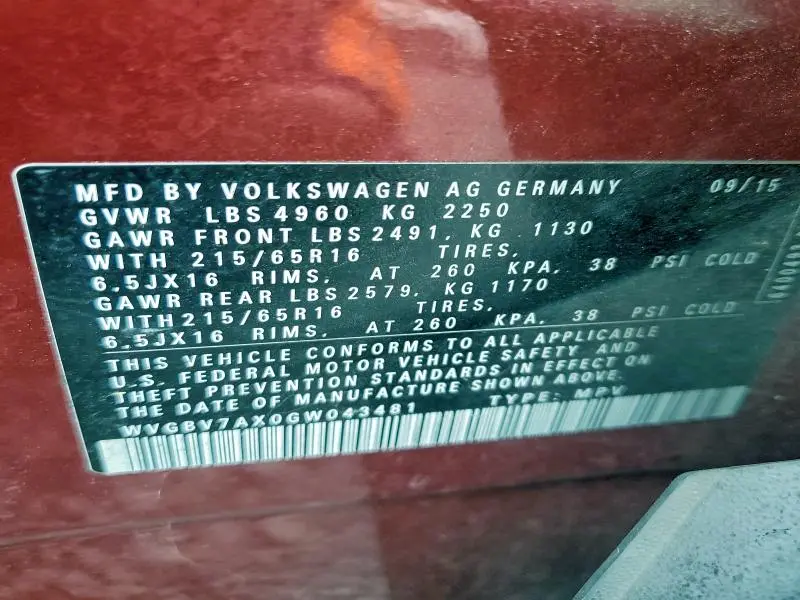 MFD BY VOLKSWAGEN AG GERMANY 09/15
GVWR LBS 4960 KG 2250
GAWR FRONT LBS 2491, KG 1130
WITH 215/65R16 TIRES,
6.5JX16 RIMS, AT 260 KPA, 38 PSI COLD
GAWR REAR LBS 2579, KG 1170
WITH 215/65R16 TIRES,
6.5JX16 RIMS, AT 260 KPA, 38 PSI COLD
THIS VEHICLE CONFORMS TO ALL APPLICABLE
U.S. FEDERAL MOTOR VEHICLE SAFETY AND
THEFT PREVENTION STANDARDS IN EFFECT ON
THE DATE OF MANUFACTURE SHOWN ABOVE.
WVGBV7AX0GW043481 TYPE: MPV